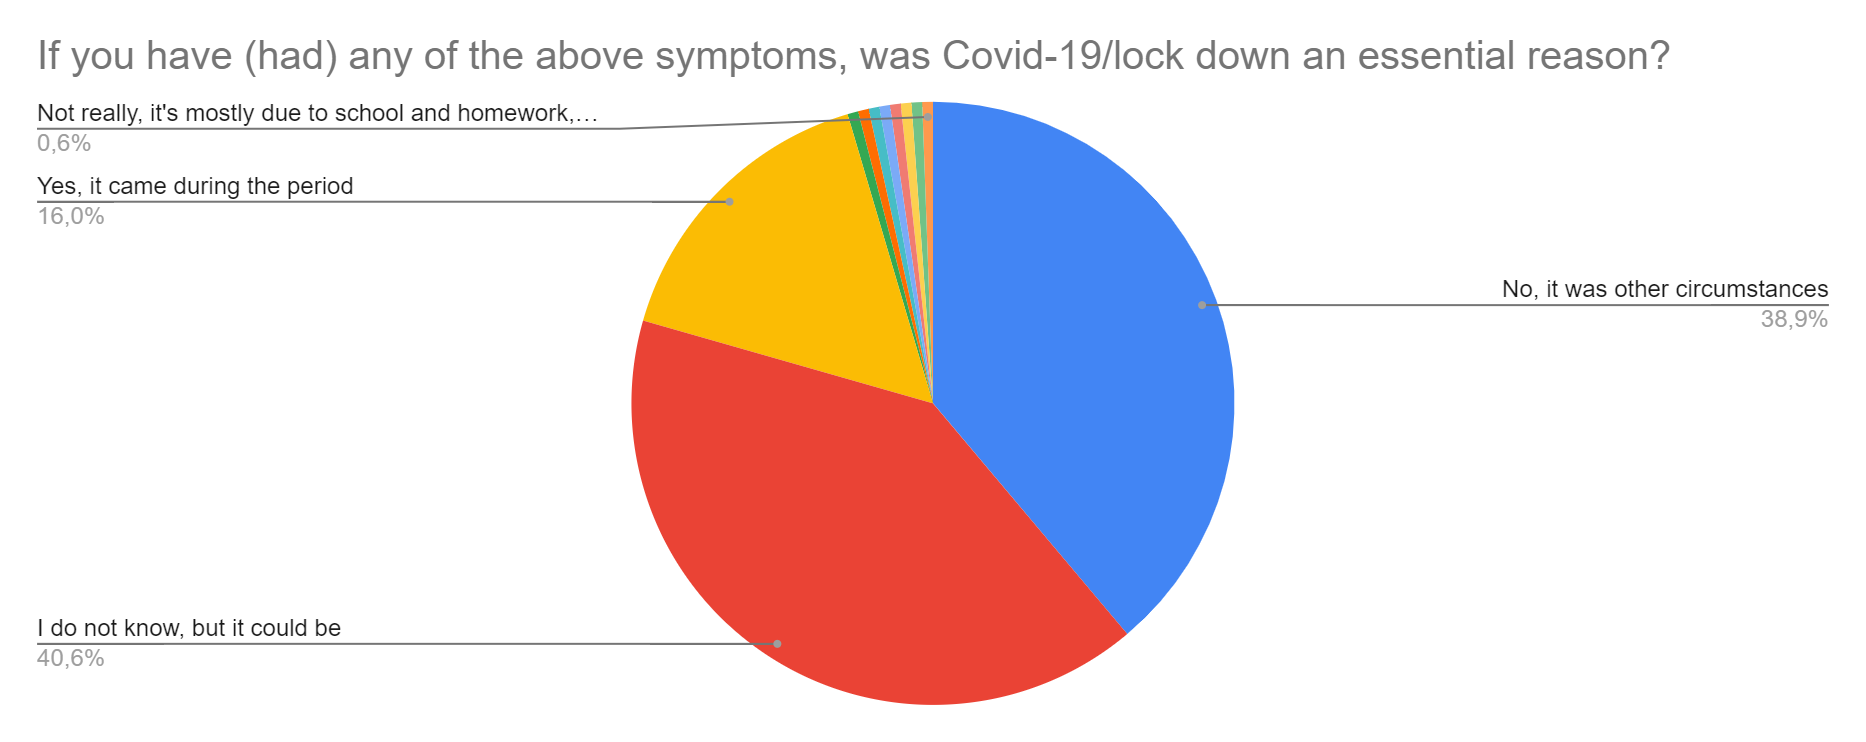 If you have (had) any of the above symptoms, was Covid-19/lock down an essential reason?
Not really, it's mostly due to school and homework,…
0,6%
Yes, it came during the period
16,0%
No, it was other circumstances
38,9%
I do not know, but it could be
40,6%